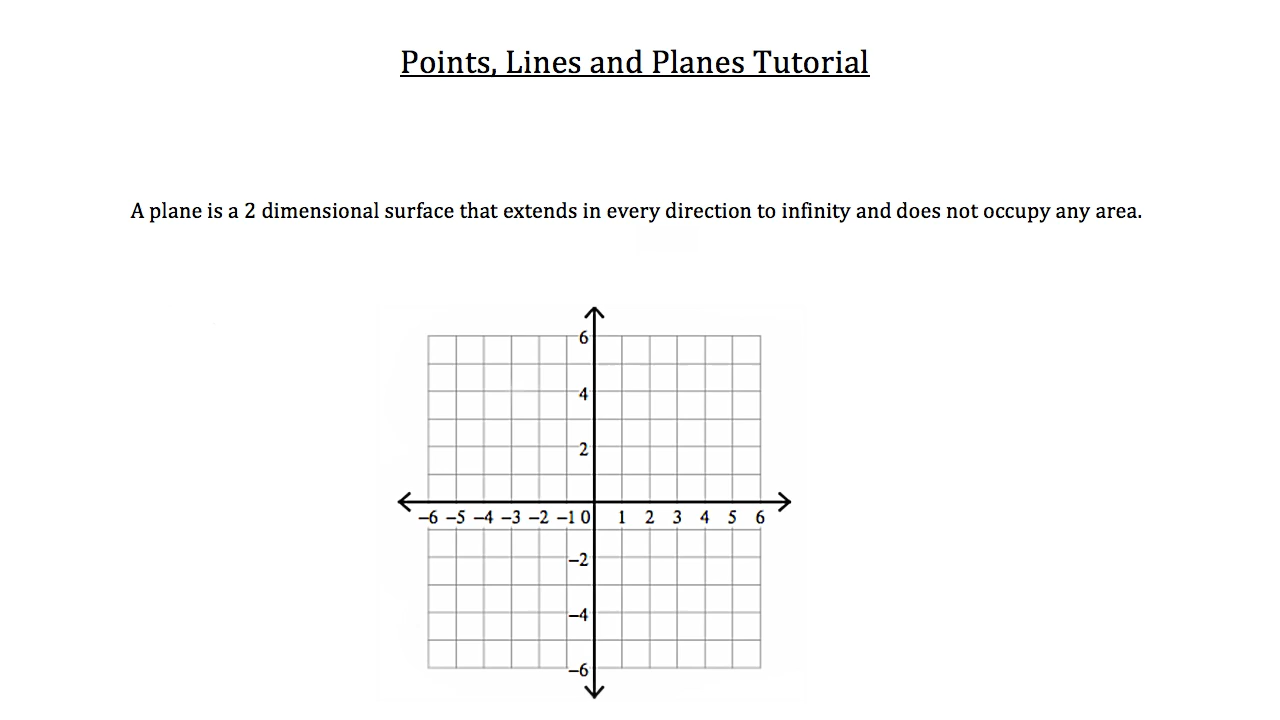 Points, Lines and Planes Tutorial
A plane is a 2 dimensional surface that extends in every direction to infinity and does not occupy any area.
6
4
2
−6 −5 −4 −3 −2 −1 0 1 2 3 4 5 6
−2
−4
−6